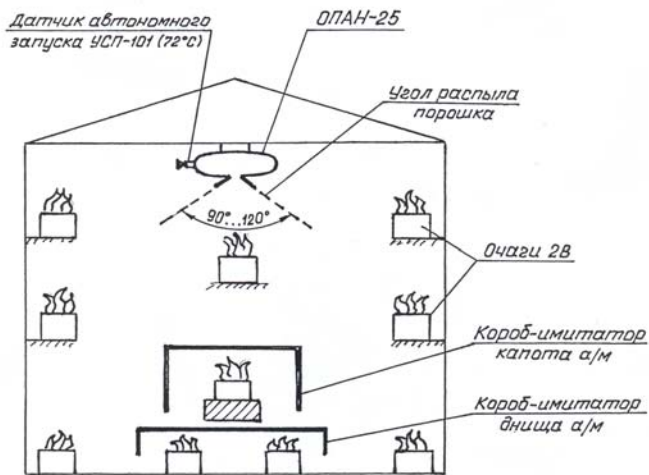 Датчик автономного
запуска УСП-101 (72°С)
ОПАН-25
Угол распыла
порошка
90°...120°
Очаги 2В
Короб-имитатор
капота а/м
Короб-имитатор
днища а/м